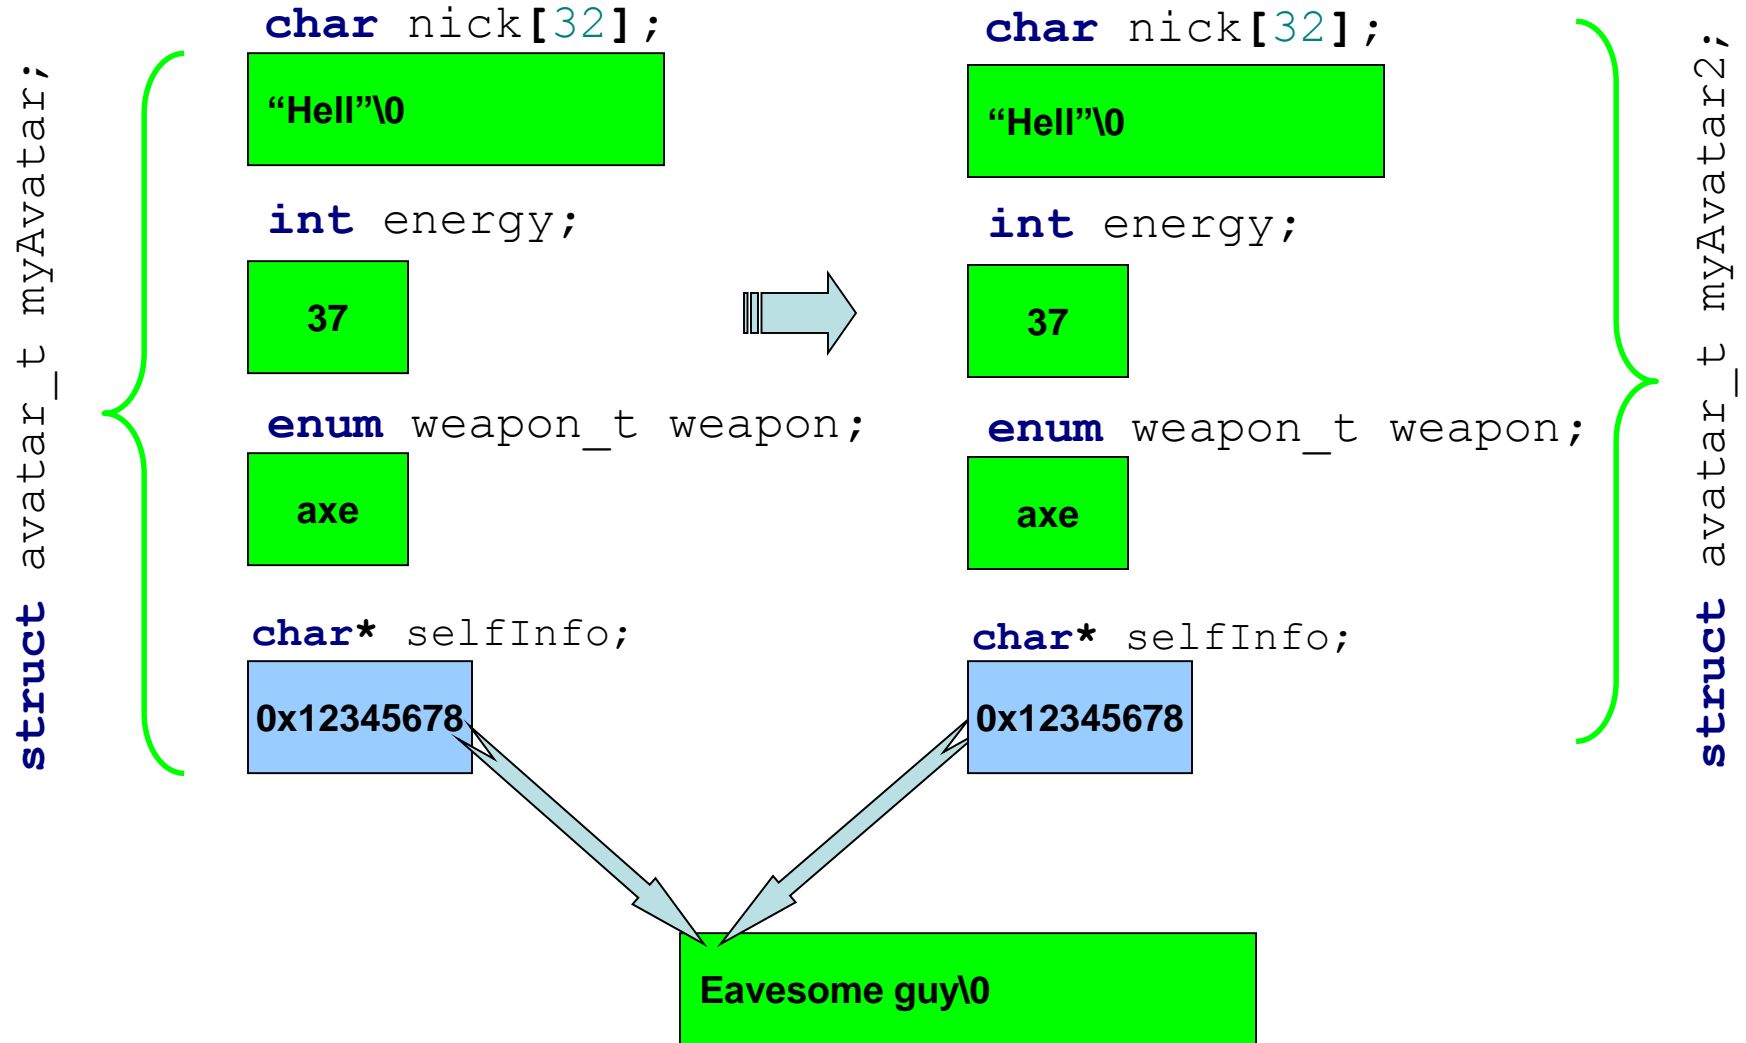 struct avatar_t myAvatar;
char nick[32];
“Hell”\0
int energy;
37
enum weapon_t weapon;
axe
char* selfInfo;
0x12345678
char nick[32];
“Hell”\0
int energy;
37
enum weapon_t weapon;
axe
char* selfInfo;
0x12345678
struct avatar_t myAvatar2;
Eavesome guy\0